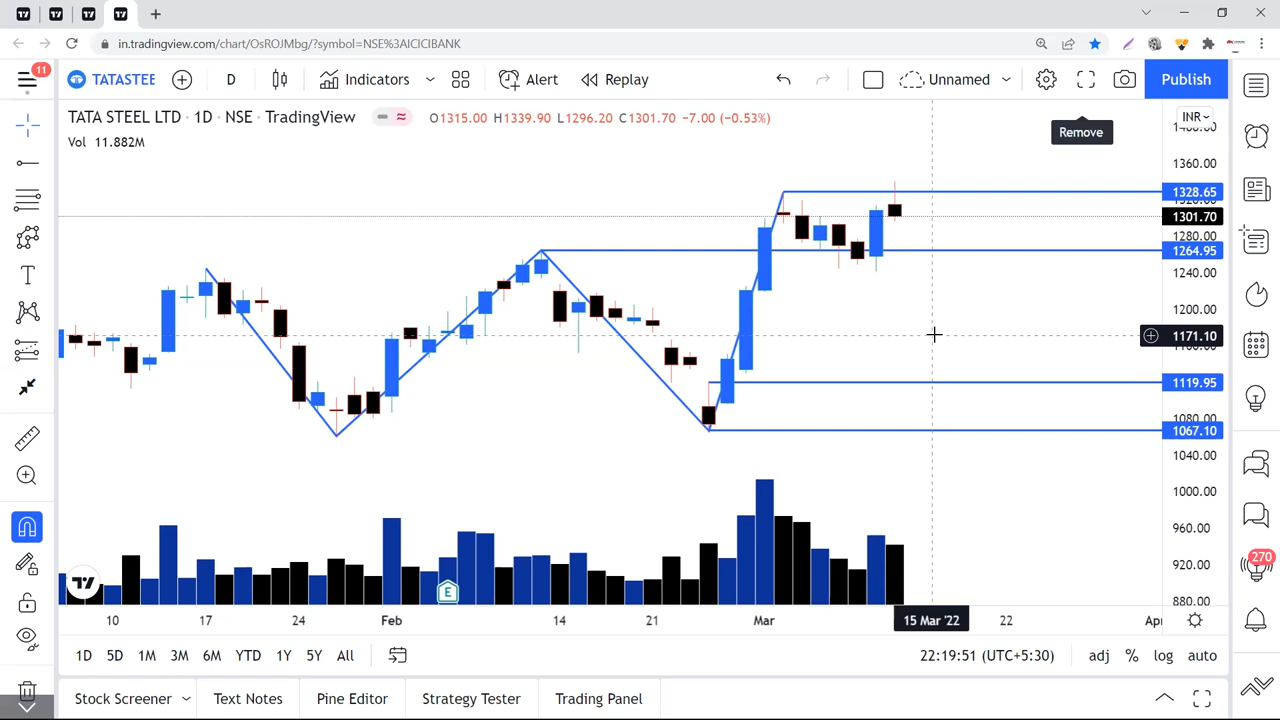 in.tradingview.com/chart/OsROJMbg/?symbol=NSE%3AICICIBANK
11
TATASTEE
D
Indicators
Alert
Replay
Unnamed
Publish
TATA STEEL LTD · 1D · NSE · TradingView
O1315.00 H1339.90 L1296.20 C1301.70 −7.00 (−0.53%)
Vol 11.882M
Remove
INR
1360.00
1328.65
1301.70
1280.00
1264.95
1240.00
1200.00
1171.10
1119.95
1080.00
1067.10
1040.00
1000.00
960.00
920.00
880.00
E
270
10
17
24
Feb
14
21
Mar
15 Mar '22
22
1D
5D
1M
3M
6M
YTD
1Y
5Y
All
22:19:51 (UTC+5:30)
adj
%
log
auto
Stock Screener
Text Notes
Pine Editor
Strategy Tester
Trading Panel